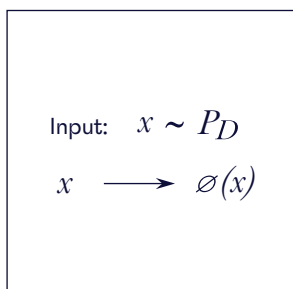 Input: x ~ P_D
x ⟶ ∅(x)